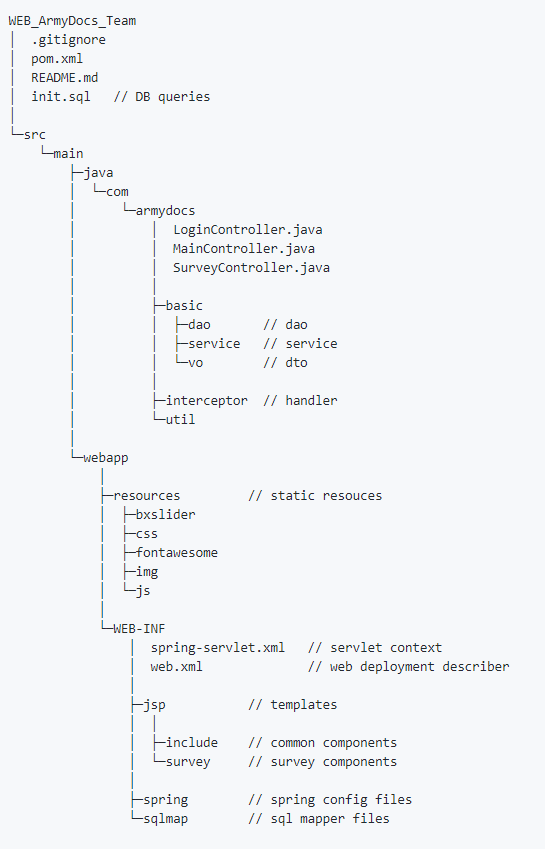 WEB_ArmyDocs_Team
│  .gitignore
│  pom.xml
│  README.md
│  init.sql   // DB queries
│
└─src
    └─main
        ├─java
        │  └─com
        │      └─armydocs
        │          │  LoginController.java
        │          │  MainController.java
        │          │  SurveyController.java
        │          │
        │          ├─basic
        │          │  ├─dao       // dao
        │          │  ├─service   // service
        │          │  └─vo        // dto
        │          │
        │          ├─interceptor  // handler
        │          └─util
        │
        └─webapp
            │
            ├─resources         // static resouces
            │  ├─bxslider
            │  ├─css
            │  ├─fontawesome
            │  ├─img
            │  └─js
            │
            └─WEB-INF
                │  spring-servlet.xml   // servlet context
                │  web.xml              // web deployment describer
                │
                ├─jsp           // templates
                │  │
                │  ├─include    // common components
                │  └─survey     // survey components
                │
                ├─spring        // spring config files
                └─sqlmap        // sql mapper files